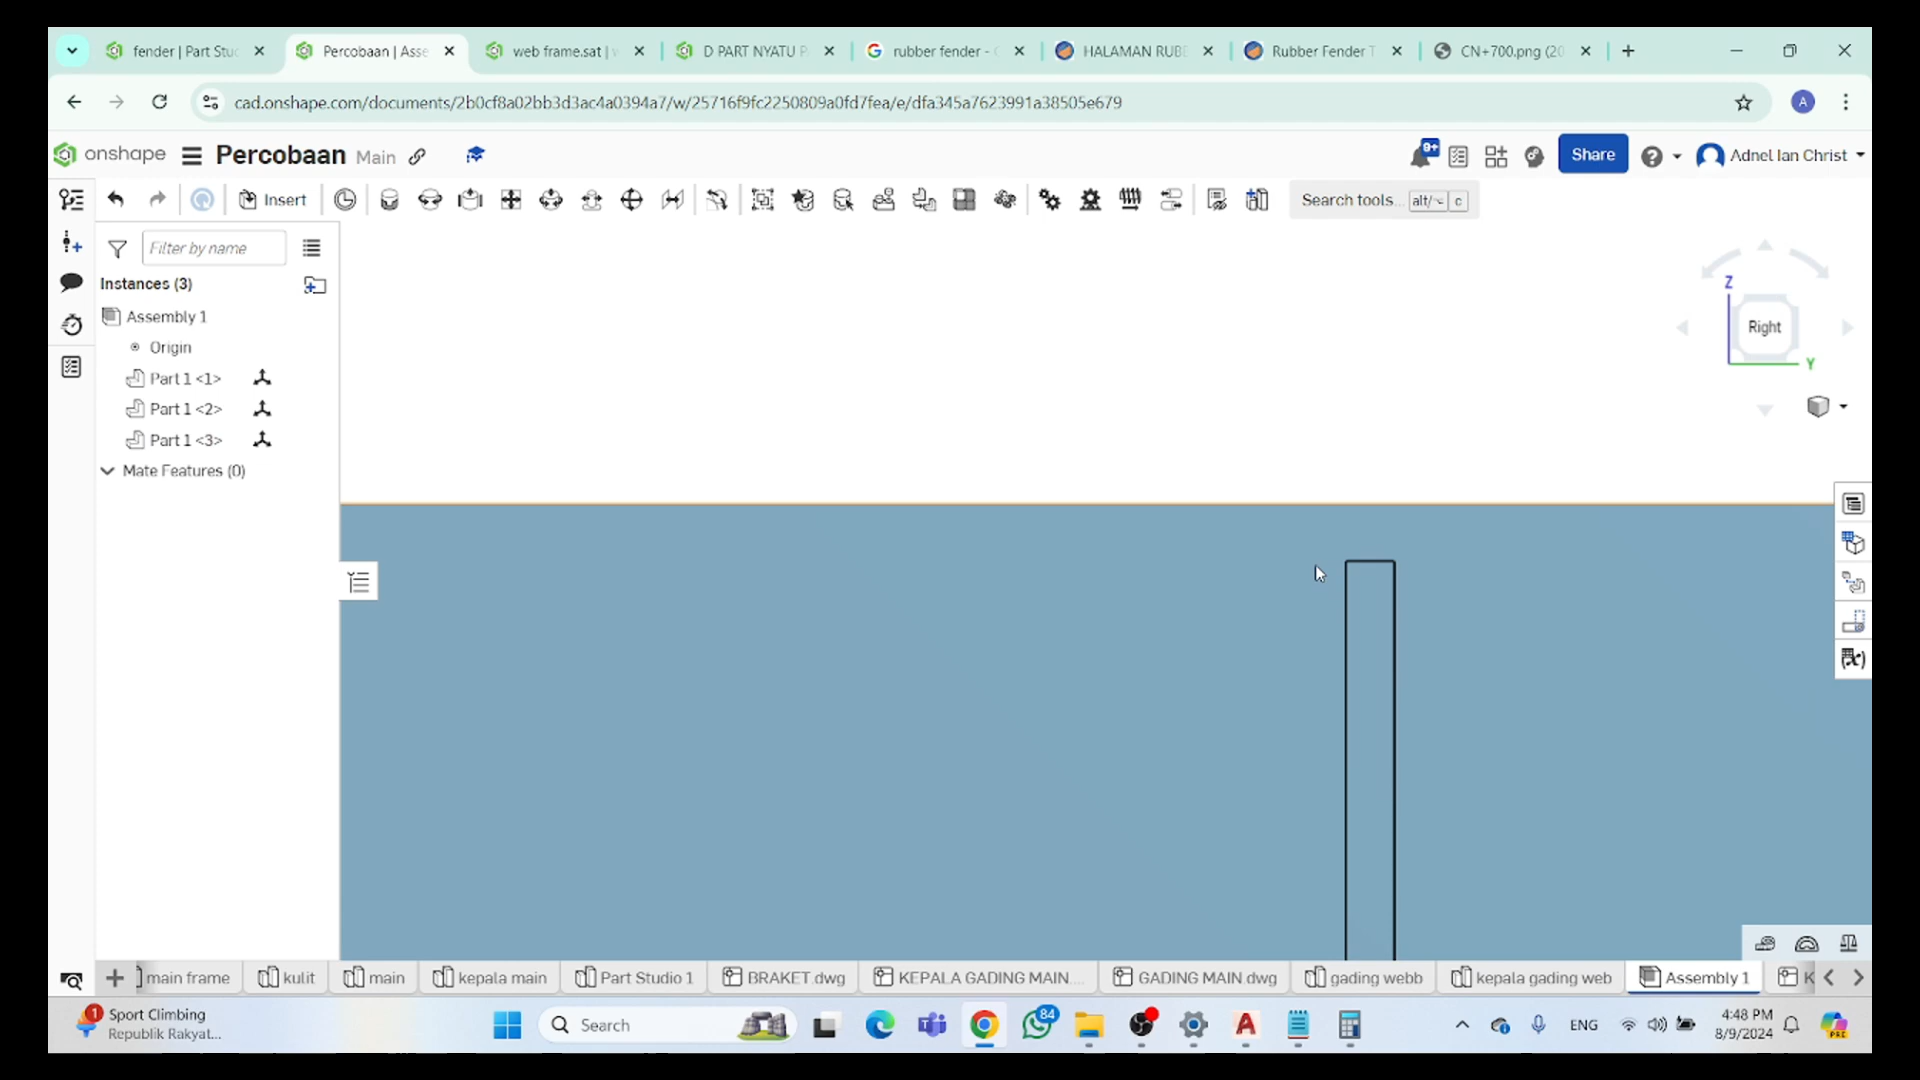 fender | Part Stu
Percobaan | Asse
web frame.sat | v
D PART NYATU P
rubber fender -
HALAMAN RUB
Rubber Fender T
CN+700.png (20
cad.onshape.com/documents/2b0cf8a02bb3d3ac4a0394a7/w/25716f9fc2250809a0fd7fea/e/dfa345a7623991a38505e679
A
onshape
Percobaan
Main
9+
Share
Adnel Ian Christ
Insert
Search tools... alt/⌥ c
Filter by name
Instances (3)
Assembly 1
Origin
Part 1 <1>
Part 1 <2>
Part 1 <3>
Mate Features (0)
Z
Right
Y
main frame
kulit
main
kepala main
Part Studio 1
BRAKET dwg
KEPALA GADING MAIN....
GADING MAIN dwg
gading webb
kepala gading web
Assembly 1
K
1
Sport Climbing
Republik Rakyat...
Search
84
ENG
4:48 PM
8/9/2024
PRE